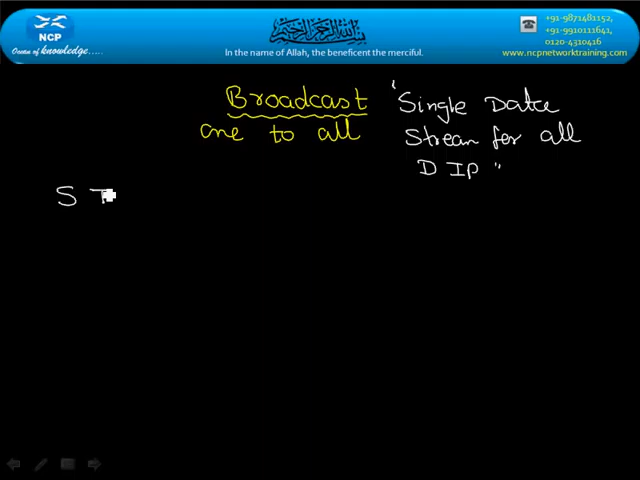 NCP
Ocean of knowledge.....
بسم الله الرحمن الرحيم
In the name of Allah, the beneficent the merciful.
+91-9871481152,
+91-9910111641,
0120-4310416
www.ncpnetworktraining.com
Broadcast
one to all
"Single Data
Stream for all
D IP "
S